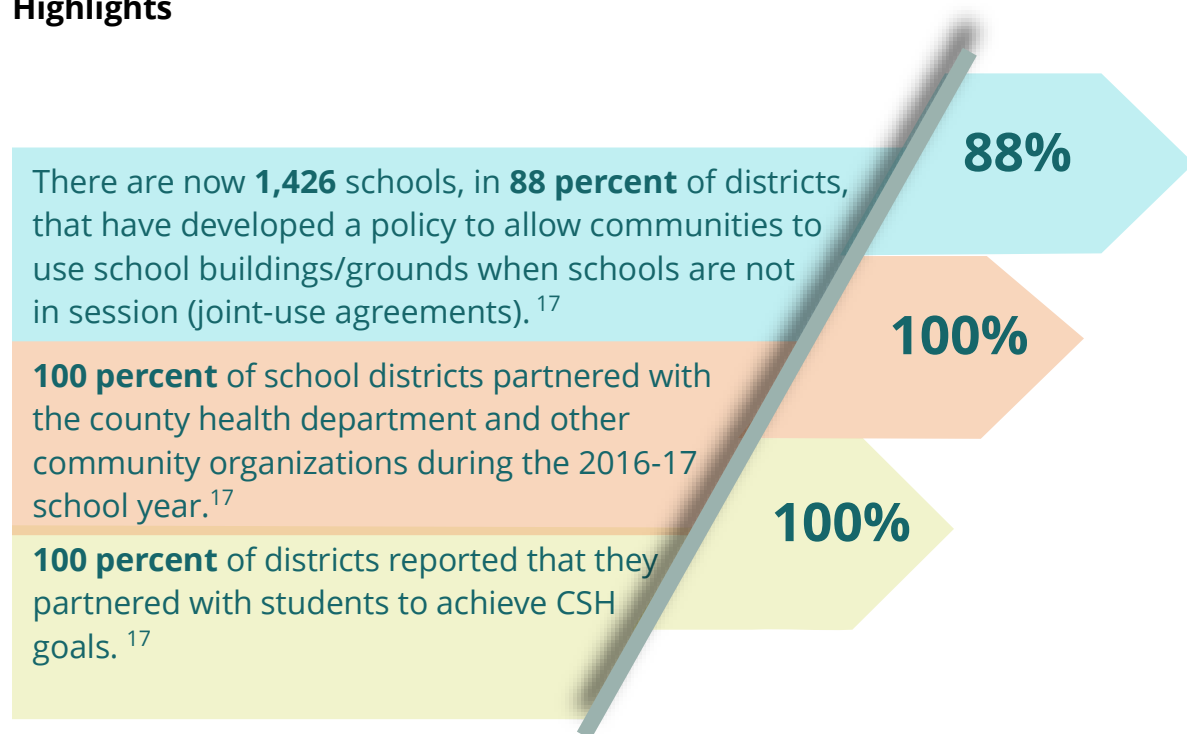 Highlights
88%
There are now 1,426 schools, in 88 percent of districts,
that have developed a policy to allow communities to
use school buildings/grounds when schools are not
in session (joint-use agreements). 17
100%
100 percent of school districts partnered with
the county health department and other
community organizations during the 2016-17
school year.17
100%
100 percent of districts reported that they
partnered with students to achieve CSH
goals. 17